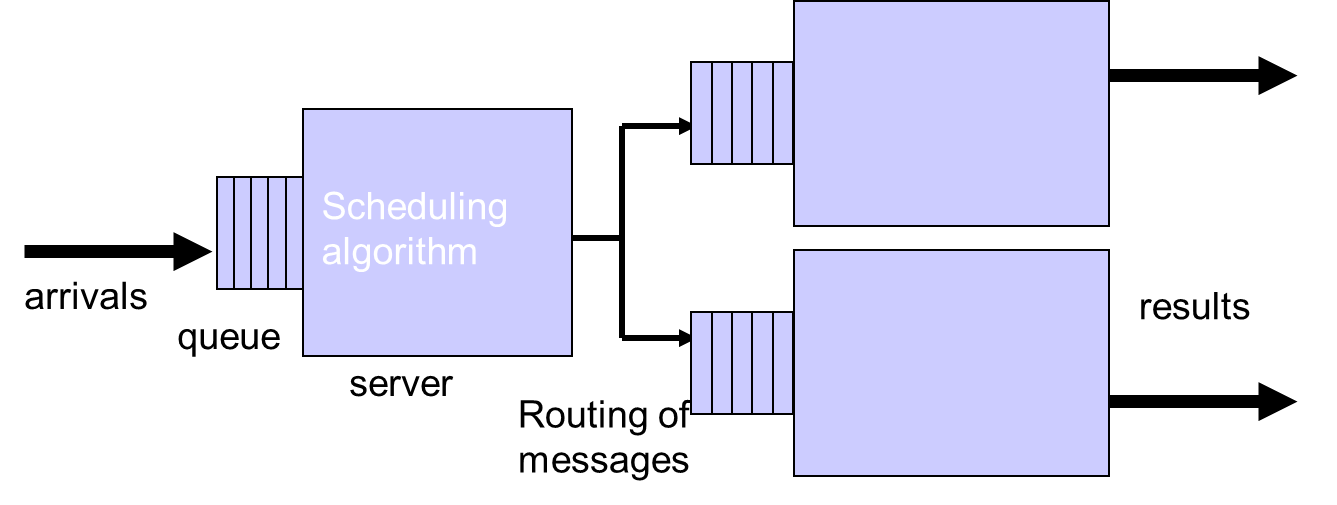 Scheduling
algorithm
arrivals
queue
server
Routing of
messages
results